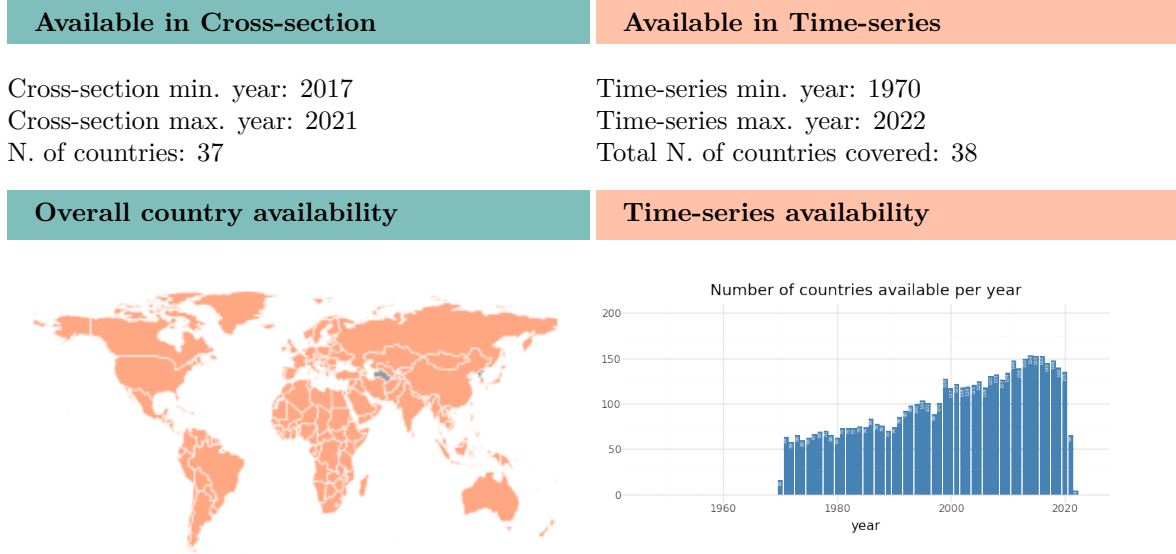 Available in Cross-section
Available in Time-series
Cross-section min. year: 2017
Cross-section max. year: 2021
N. of countries: 37
Time-series min. year: 1970
Time-series max. year: 2022
Total N. of countries covered: 38
Overall country availability
Time-series availability
Number of countries available per year
200
150
100
50
0
1960
1980
2000
2020
year